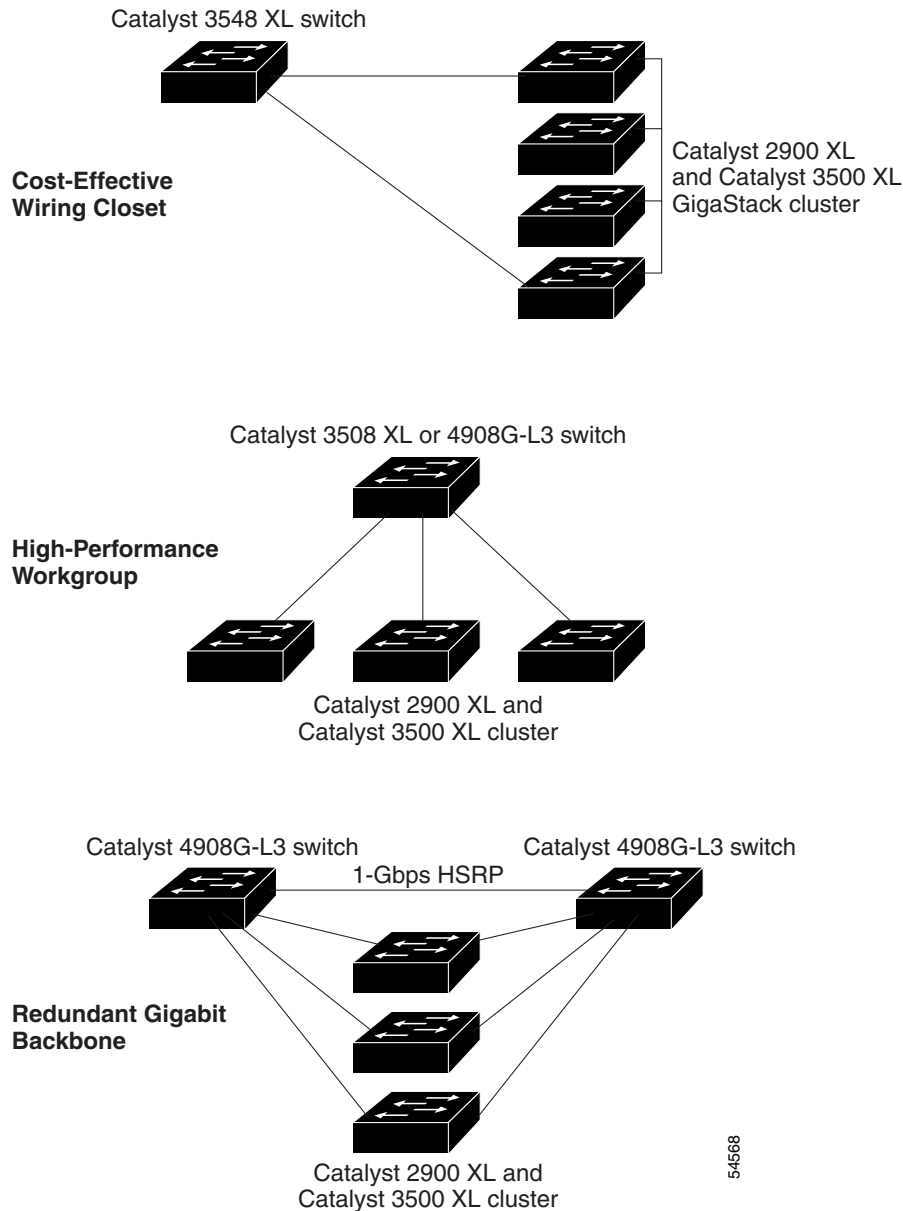 Catalyst 3548 XL switch
Cost-Effective
Wiring Closet
Catalyst 2900 XL
and Catalyst 3500 XL
GigaStack cluster
Catalyst 3508 XL or 4908G-L3 switch
High-Performance
Workgroup
Catalyst 2900 XL and
Catalyst 3500 XL cluster
Catalyst 4908G-L3 switch
Catalyst 4908G-L3 switch
1-Gbps HSRP
Redundant Gigabit
Backbone
Catalyst 2900 XL and
Catalyst 3500 XL cluster
54568